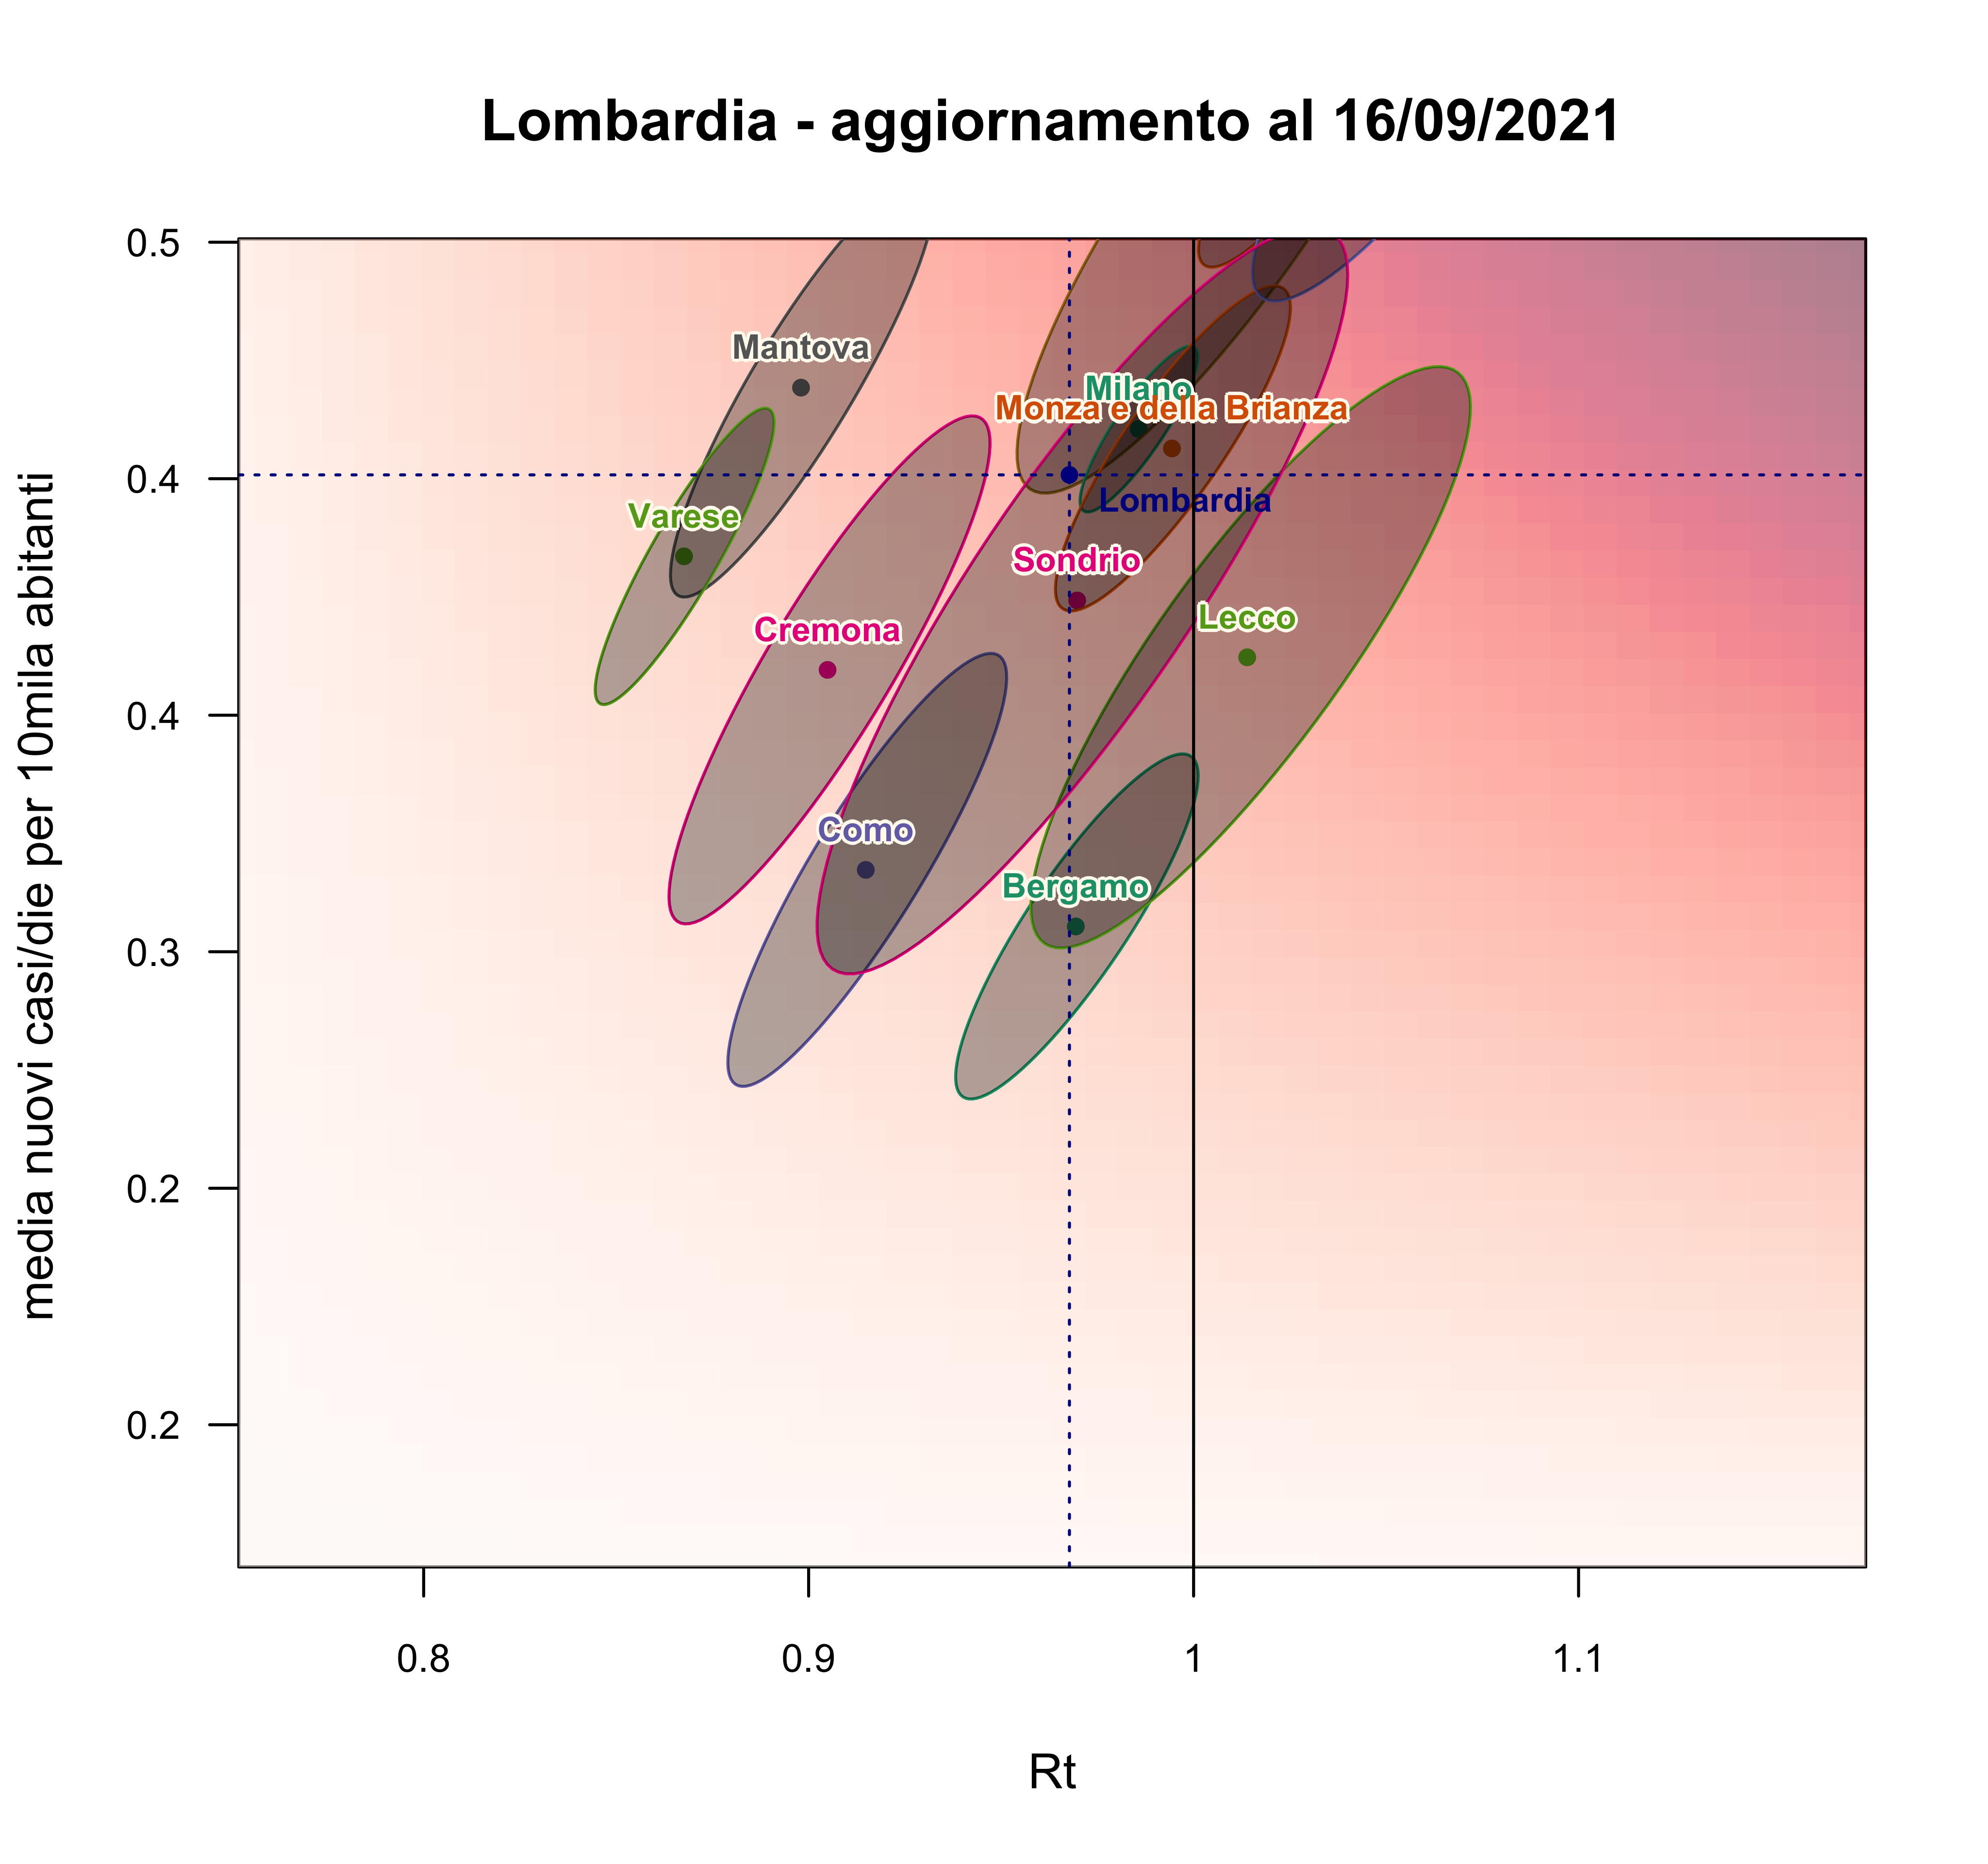 Lombardia - aggiornamento al 16/09/2021
media nuovi casi/die per 10mila abitanti
0.5
0.4
0.4
0.3
0.2
0.2
Mantova
Milano
Monza e della Brianza
Lombardia
Varese
Sondrio
Lecco
Cremona
Como
Bergamo
0.8
0.9
1
1.1
Rt